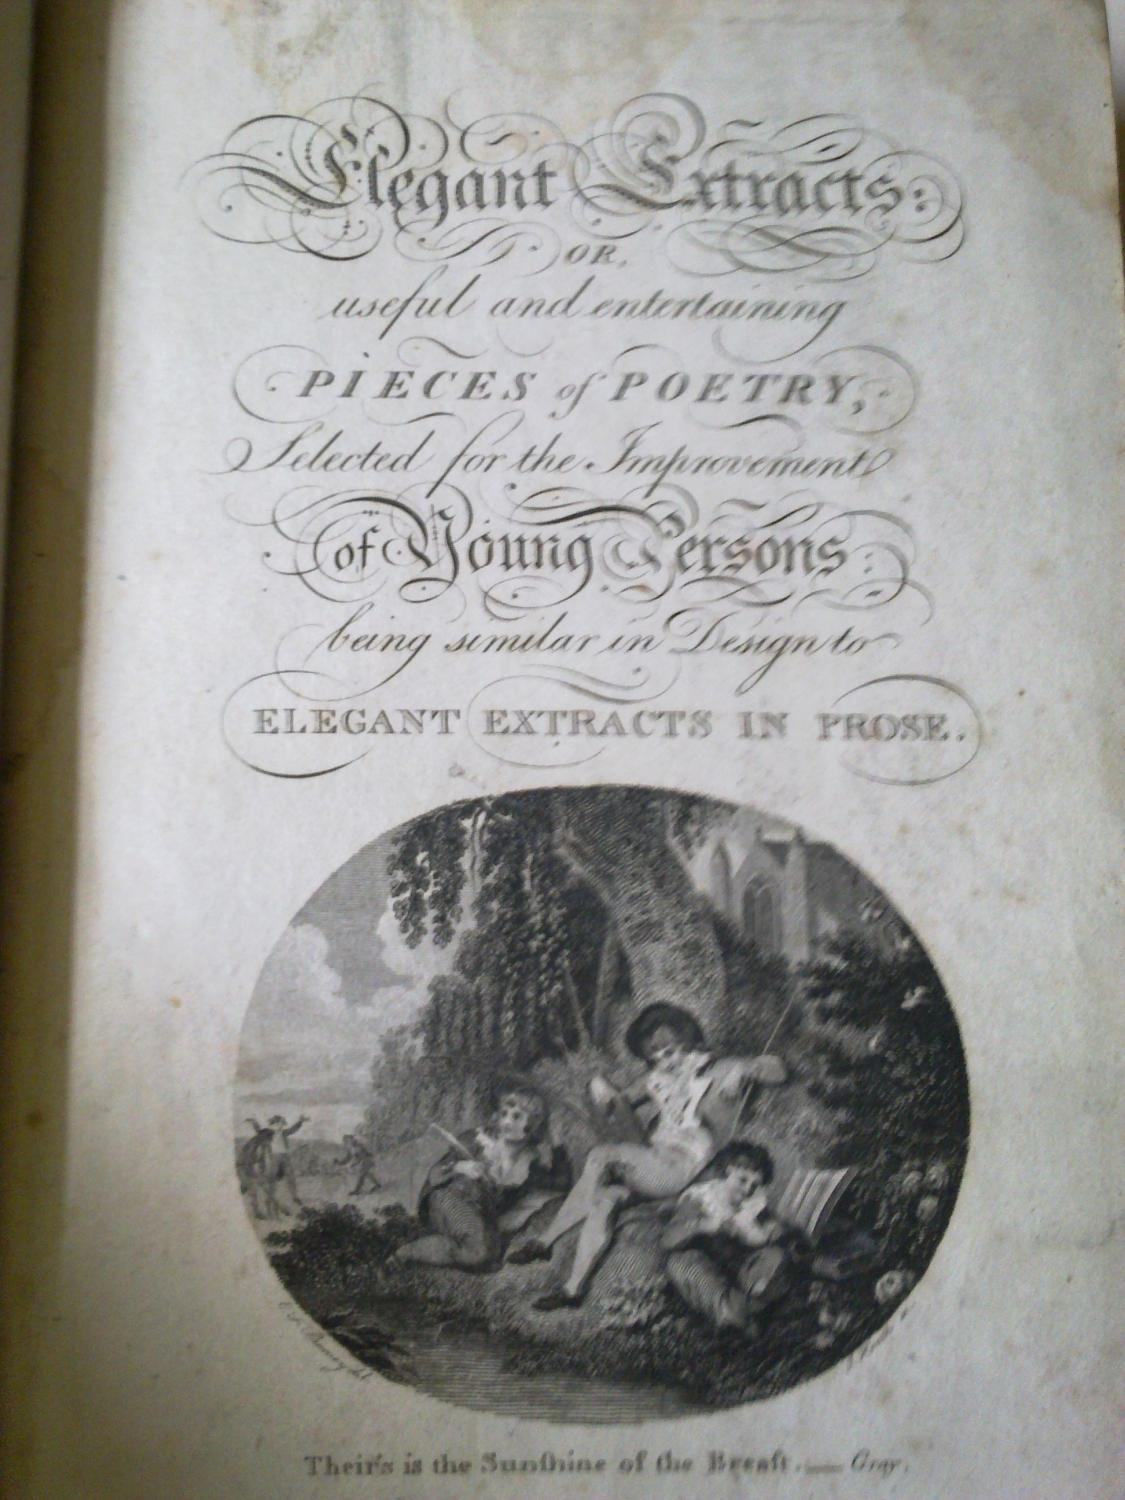 Elegant Extracts:
OR,
useful and entertaining
PIECES of POETRY,
Selected for the Improvement
of Young Persons:
being similar in Design to
ELEGANT EXTRACTS IN PROSE.
Their's is the Sunſhine of the Breaſt. — Gray.